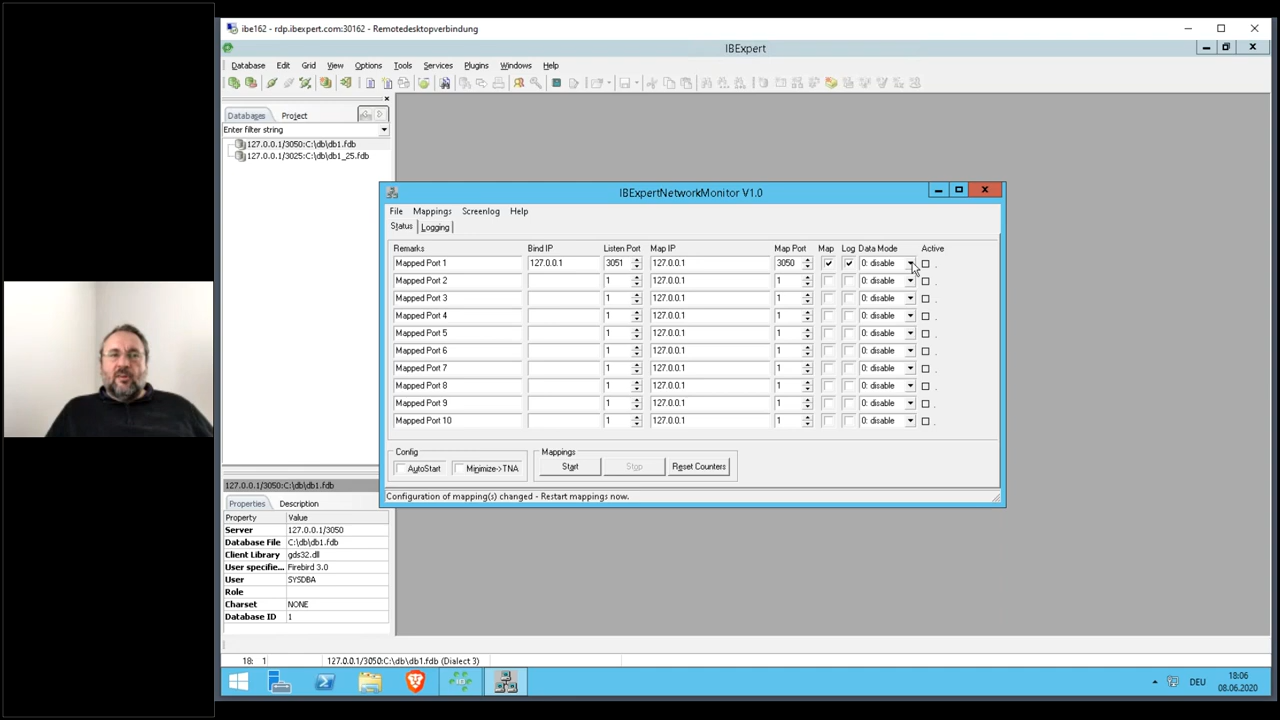 ibe162 - rdp.ibexpert.com:30162 - Remotedesktopverbindung
IBExpert
Database Edit Grid View Options Tools Services Plugins Windows Help
Databases Project
Enter filter string
127.0.0.1/3050:C:\db\db1.fdb
127.0.0.1/3025:C:\db\db1_25.fdb
IBExpertNetworkMonitor V1.0
File Mappings Screenlog Help
Status Logging
Remarks Bind IP Listen Port Map IP Map Port Map Log Data Mode Active
Mapped Port 1 127.0.0.1 3051 127.0.0.1 3050 0: disable .
Mapped Port 2 1 127.0.0.1 1 0: disable .
Mapped Port 3 1 127.0.0.1 1 0: disable .
Mapped Port 4 1 127.0.0.1 1 0: disable .
Mapped Port 5 1 127.0.0.1 1 0: disable .
Mapped Port 6 1 127.0.0.1 1 0: disable .
Mapped Port 7 1 127.0.0.1 1 0: disable .
Mapped Port 8 1 127.0.0.1 1 0: disable .
Mapped Port 9 1 127.0.0.1 1 0: disable .
Mapped Port 10 1 127.0.0.1 1 0: disable .
Config Mappings
AutoStart Minimize->TNA Start Stop Reset Counters
Configuration of mapping(s) changed - Restart mappings now.
127.0.0.1/3050:C:\db\db1.fdb
Properties Description
Property Value
Server 127.0.0.1/3050
Database File C:\db\db1.fdb
Client Library gds32.dll
User specifie... Firebird 3.0
User SYSDBA
Role
Charset NONE
Database ID 1
18: 1 127.0.0.1/3050:C:\db\db1.fdb (Dialect 3)
DEU 18:06
08.06.2020